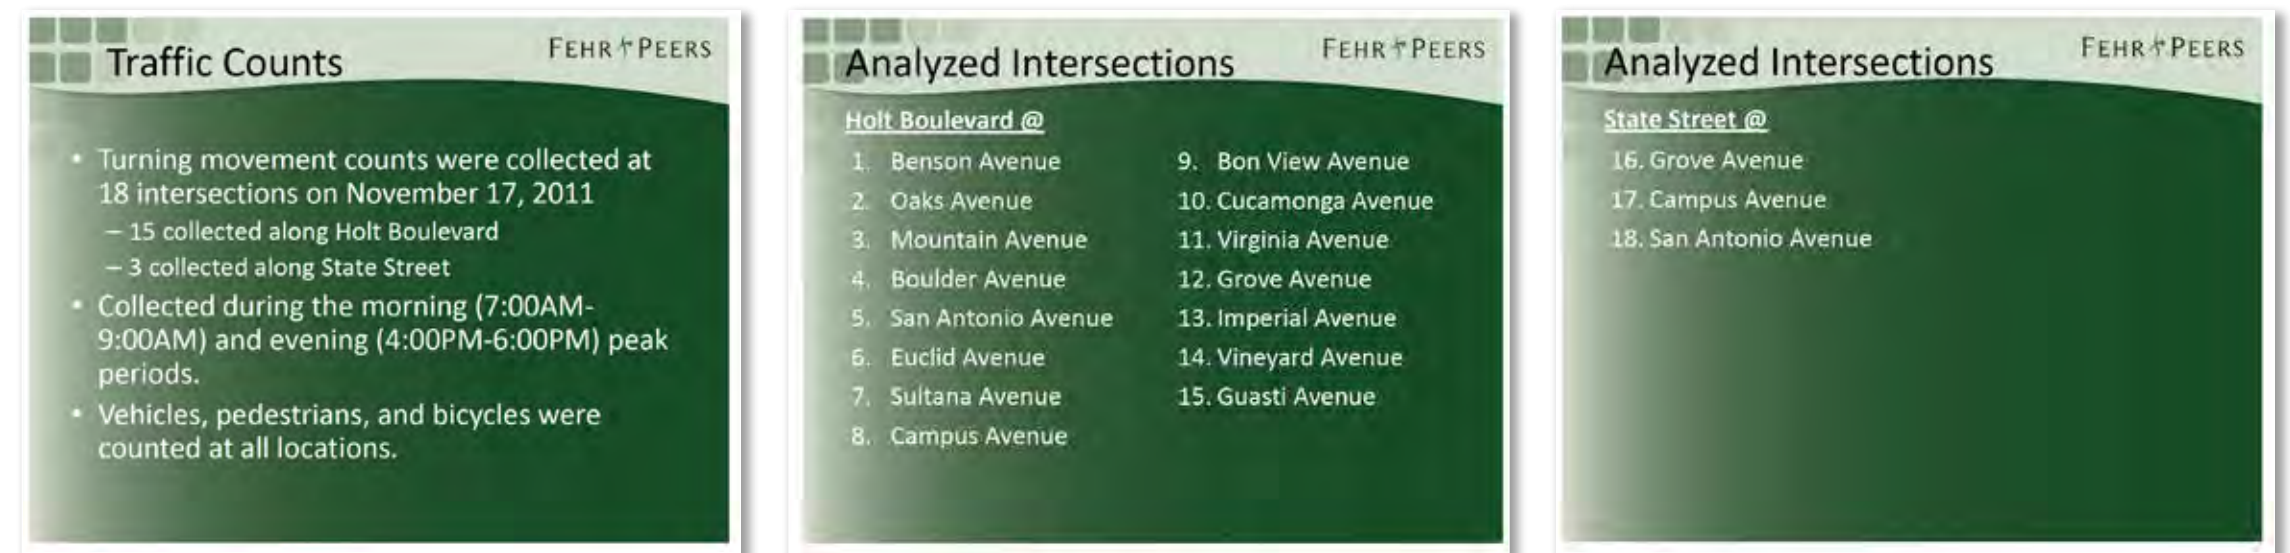 Traffic Counts
FEHR PEERS
• Turning movement counts were collected at
18 intersections on November 17, 2011
– 15 collected along Holt Boulevard
– 3 collected along State Street
• Collected during the morning (7:00AM-
9:00AM) and evening (4:00PM-6:00PM) peak
periods.
• Vehicles, pedestrians, and bicycles were
counted at all locations.
Analyzed Intersections
FEHR PEERS
Holt Boulevard @
1. Benson Avenue
2. Oaks Avenue
3. Mountain Avenue
4. Boulder Avenue
5. San Antonio Avenue
6. Euclid Avenue
7. Sultana Avenue
8. Campus Avenue
9. Bon View Avenue
10. Cucamonga Avenue
11. Virginia Avenue
12. Grove Avenue
13. Imperial Avenue
14. Vineyard Avenue
15. Guasti Avenue
Analyzed Intersections
FEHR PEERS
State Street @
16. Grove Avenue
17. Campus Avenue
18. San Antonio Avenue